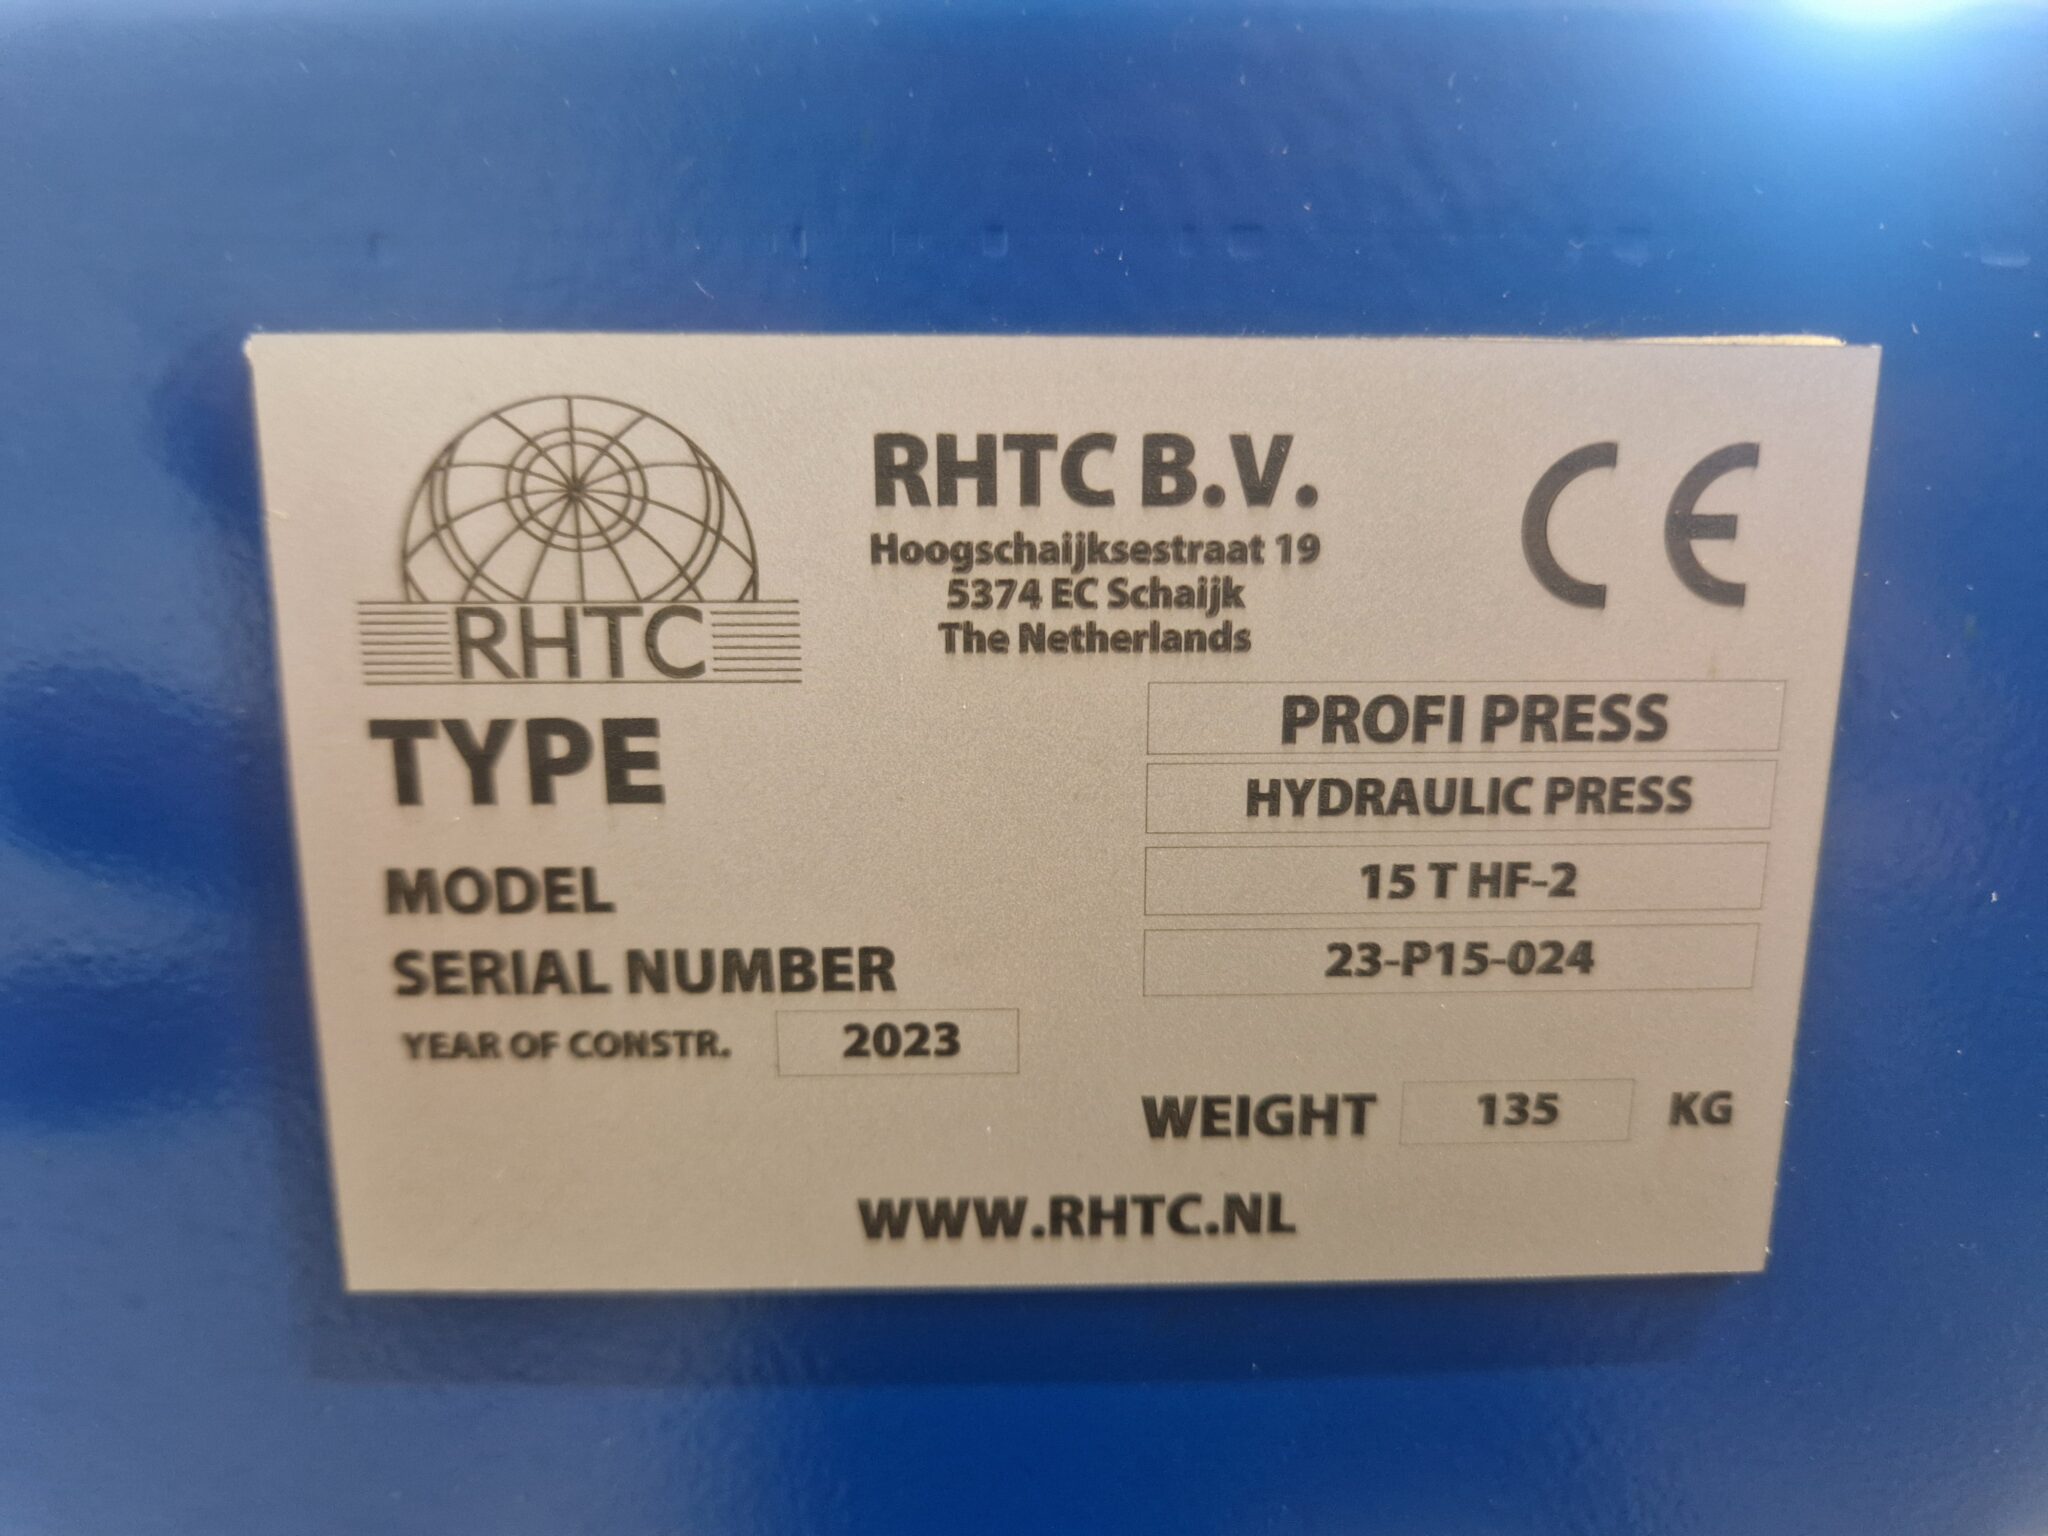 RHTC
RHTC B.V.
Hoogschaijksestraat 19
5374 EC Schaijk
The Netherlands
CE
TYPE
PROFI PRESS
HYDRAULIC PRESS
MODEL
15 T HF-2
SERIAL NUMBER
23-P15-024
YEAR OF CONSTR. 2023
WEIGHT 135 KG
WWW.RHTC.NL